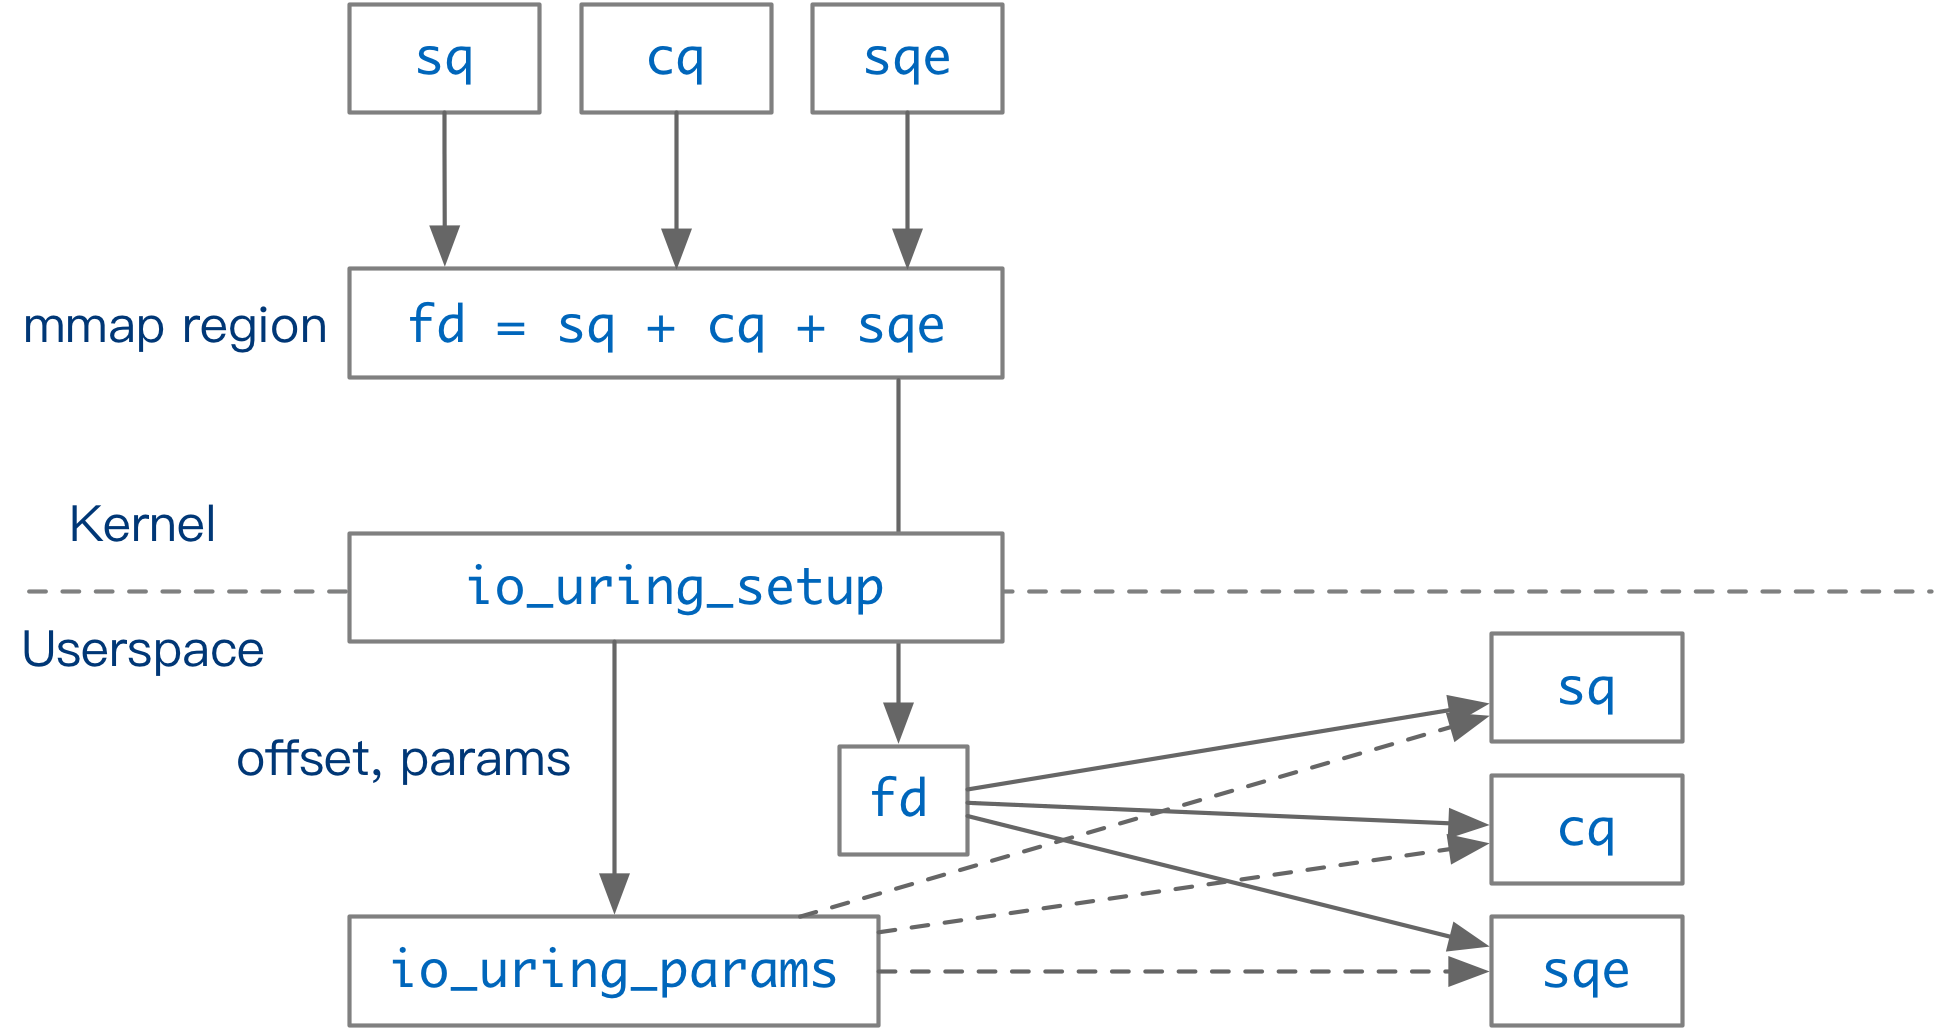 sq
cq
sqe
mmap region
fd = sq + cq + sqe
Kernel
io_uring_setup
Userspace
sq
offset, params
fd
cq
io_uring_params
sqe